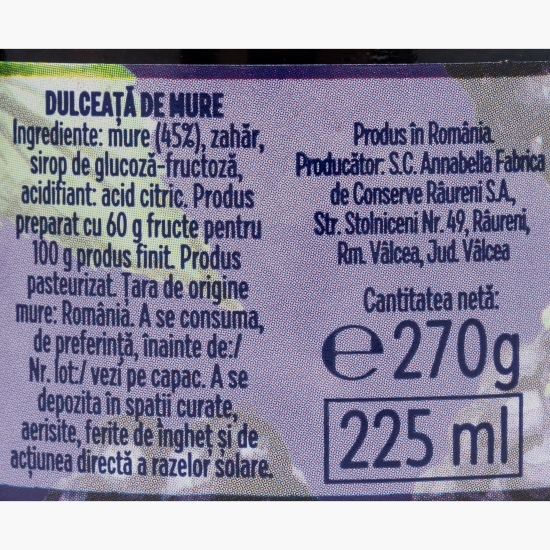 DULCEAȚĂ DE MURE
Ingrediente: mure (45%), zahăr,
sirop de glucoză-fructoză,
acidifiant: acid citric. Produs
preparat cu 60 g fructe pentru
100 g produs finit. Produs
pasteurizat. Țara de origine
mure: România. A se consuma,
de preferință, înainte de:/
Nr. lot:/ vezi pe capac. A se
depozita în spații curate,
aerisite, ferite de îngheț și de
acțiunea directă a razelor solare.
Produs în România.
Producător: S.C. Annabella Fabrica
de Conserve Râureni S.A.,
Str. Stolniceni Nr. 49, Râureni,
Rm. Vâlcea, Jud. Vâlcea
Cantitatea netă:
℮270g
225 ml